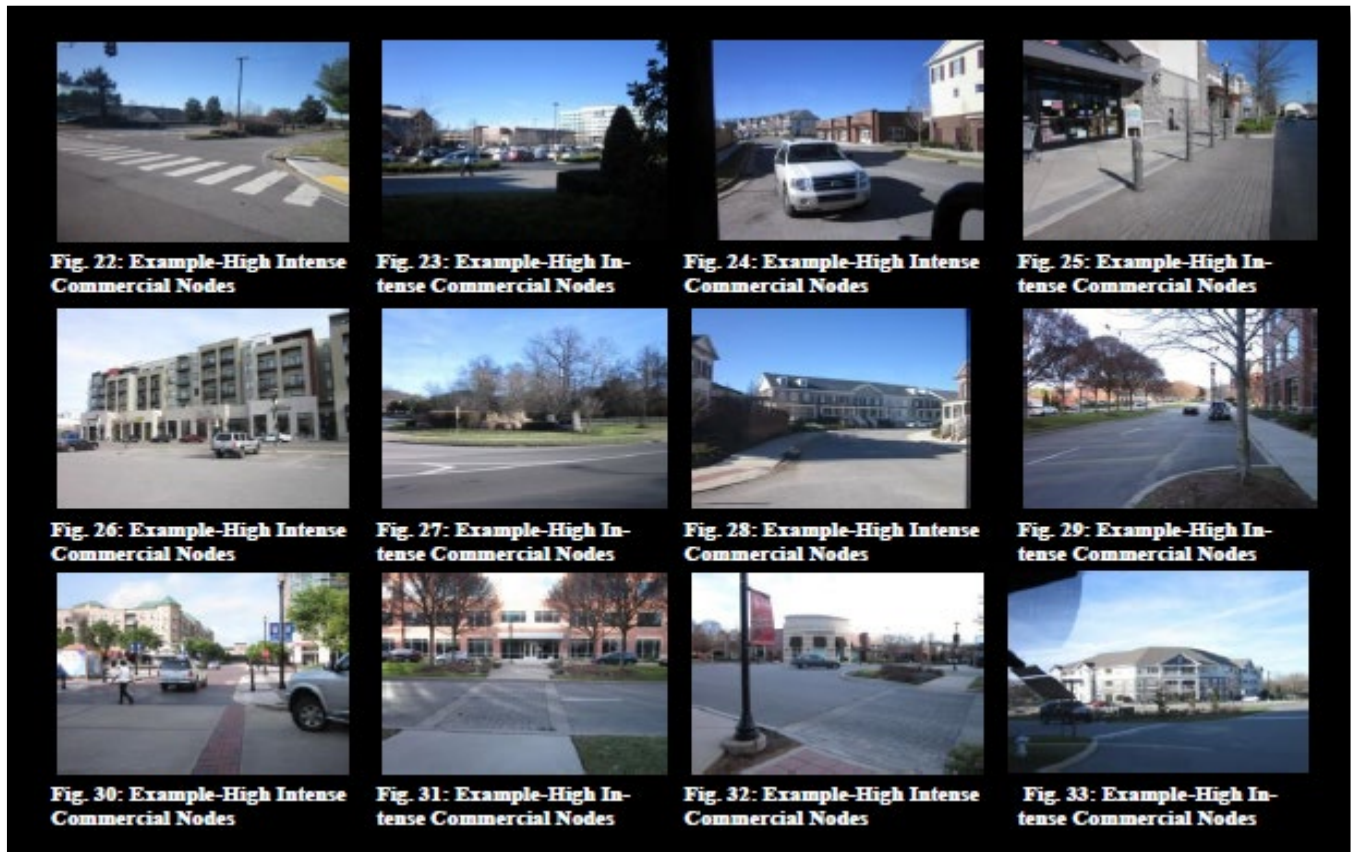 Fig. 22: Example-High Intense
Commercial Nodes
Fig. 23: Example-High In-
tense Commercial Nodes
Fig. 24: Example-High Intense
Commercial Nodes
Fig. 25: Example-High In-
tense Commercial Nodes
Fig. 26: Example-High Intense
Commercial Nodes
Fig. 27: Example-High In-
tense Commercial Nodes
Fig. 28: Example-High Intense
Commercial Nodes
Fig. 29: Example-High In-
tense Commercial Nodes
Fig. 30: Example-High Intense
Commercial Nodes
Fig. 31: Example-High In-
tense Commercial Nodes
Fig. 32: Example-High Intense
Commercial Nodes
Fig. 33: Example-High In-
tense Commercial Nodes